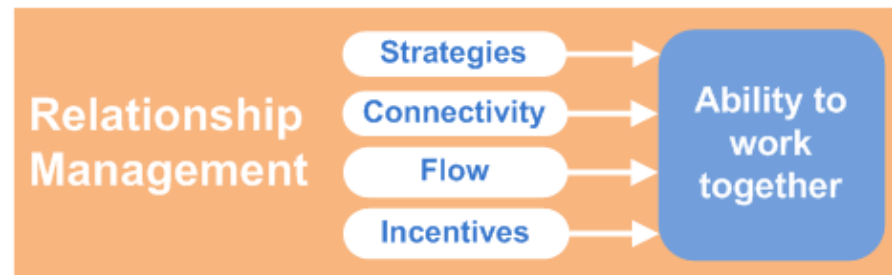 Relationship
Management
Strategies
Connectivity
Flow
Incentives
Ability to
work
together